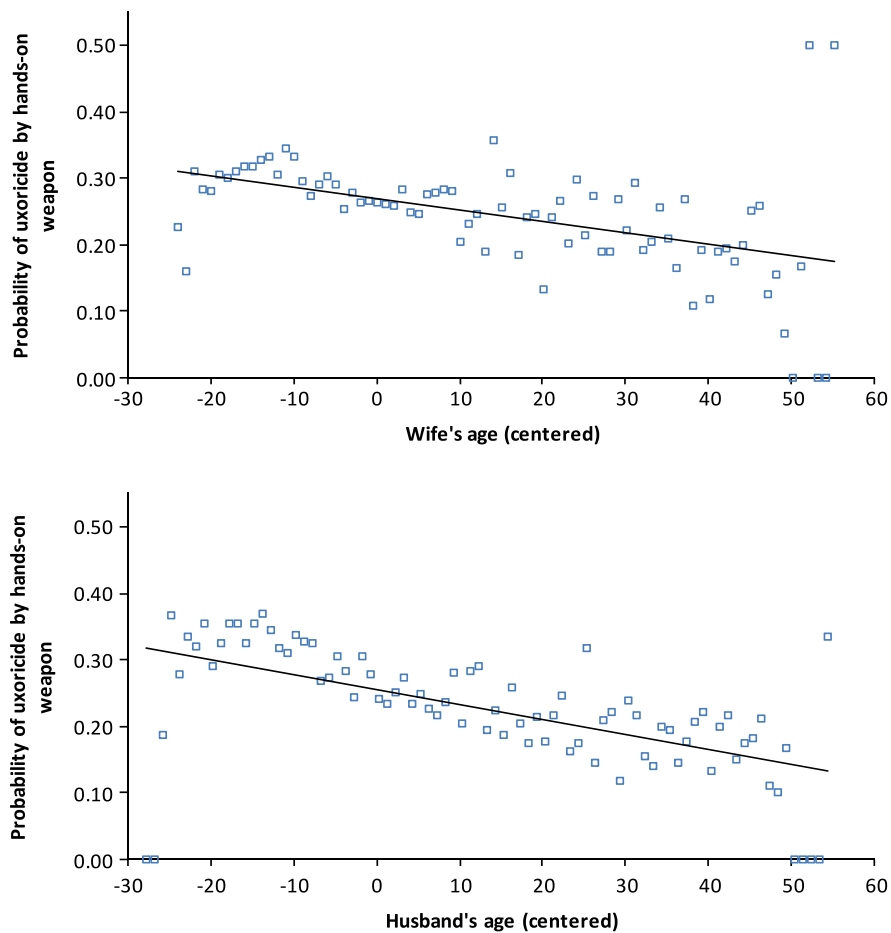 Probability of uxoricide by hands-on
weapon
0.50
0.40
0.30
0.20
0.10
0.00
-30 -20 -10 0 10 20 30 40 50 60
Wife's age (centered)
Probability of uxoricide by hands-on
weapon
0.50
0.40
0.30
0.20
0.10
0.00
-30 -20 -10 0 10 20 30 40 50 60
Husband's age (centered)